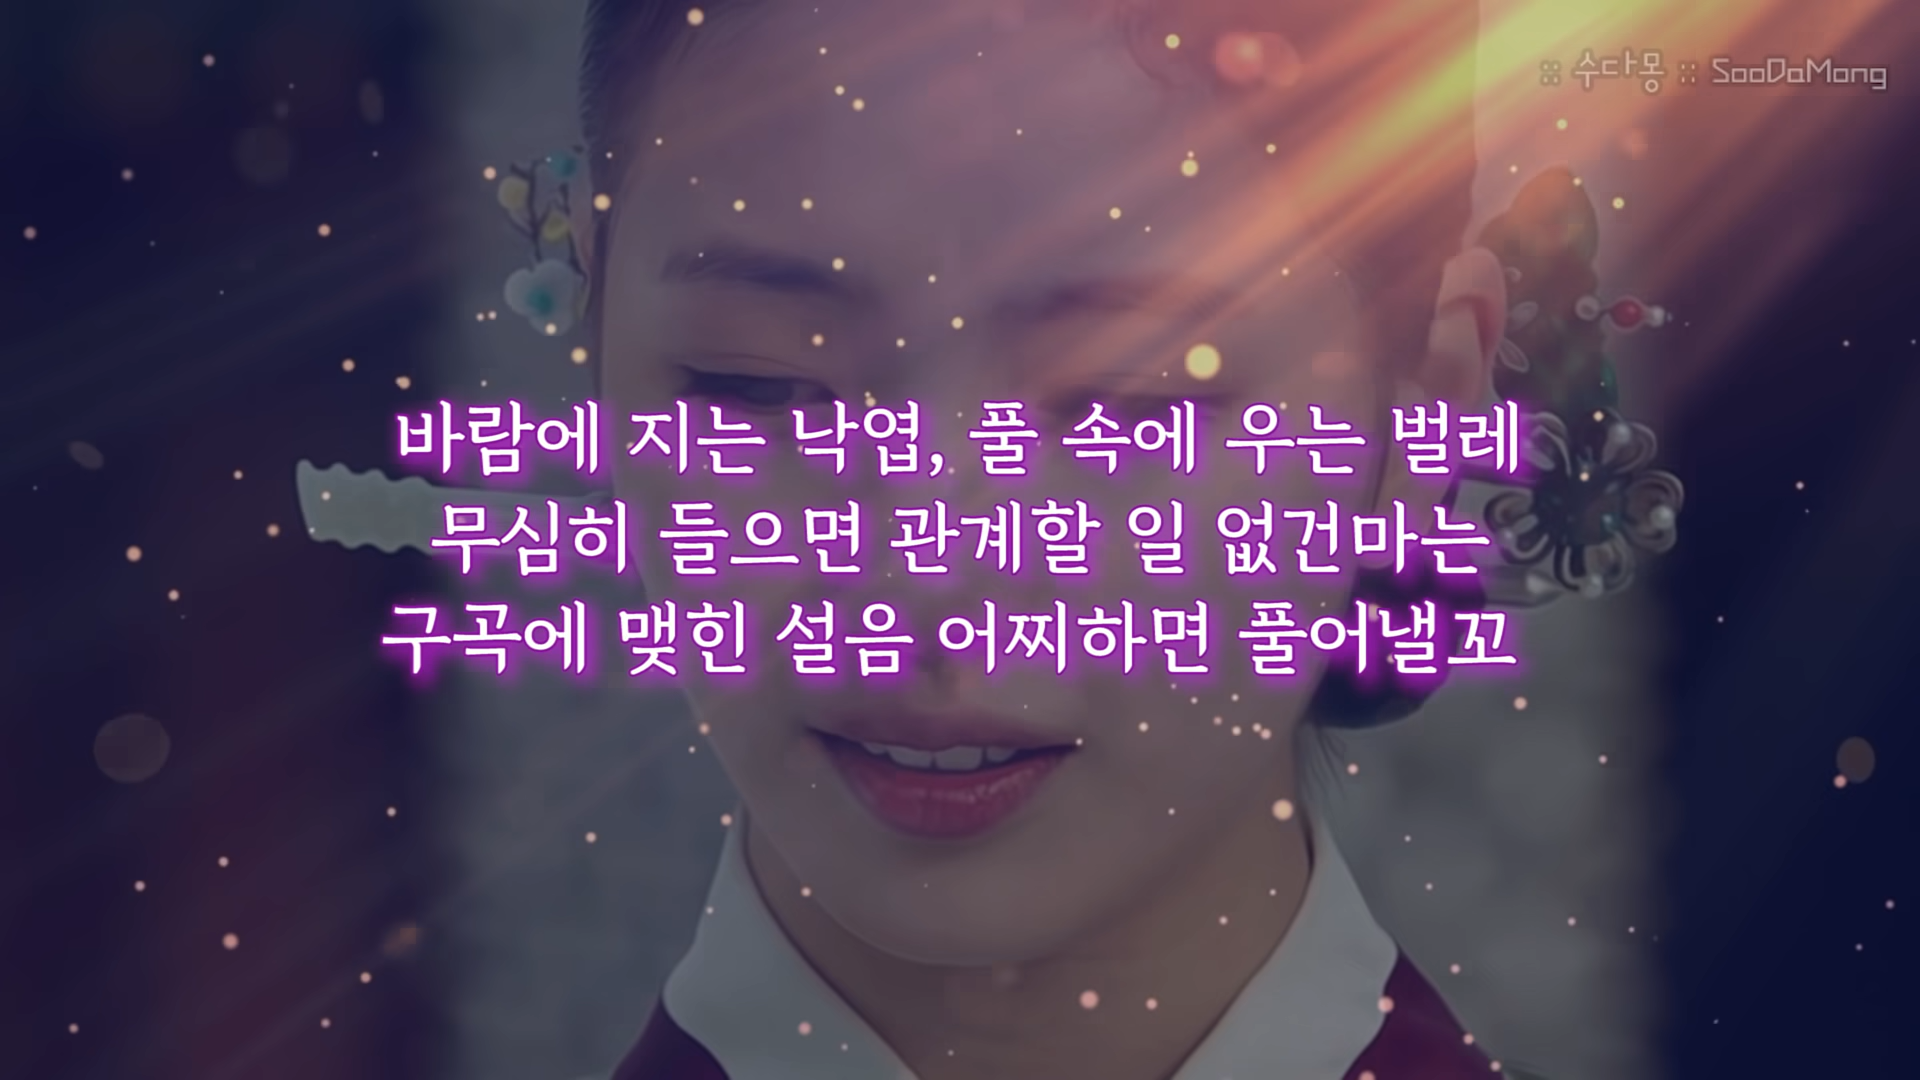 :: 수다몽 :: SooDaMong
바람에 지는 낙엽, 풀 속에 우는 벌레
무심히 들으면 관계할 일 없건마는
구곡에 맺힌 설음 어찌하면 풀어낼꼬